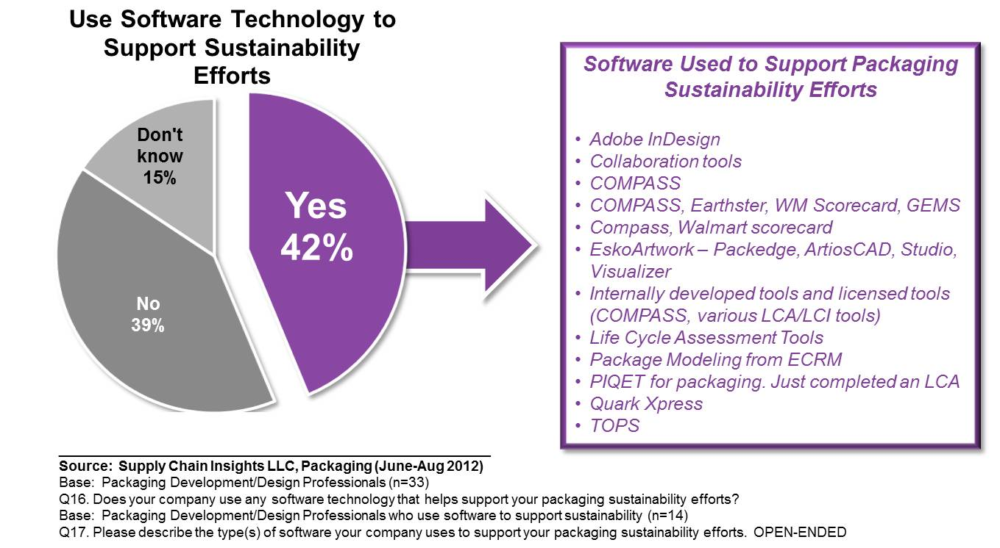 Use Software Technology to
Support Sustainability
Efforts
Don't
know
15%
Yes
42%
No
39%
Software Used to Support Packaging
Sustainability Efforts
• Adobe InDesign
• Collaboration tools
• COMPASS
• COMPASS, Earthster, WM Scorecard, GEMS
• Compass, Walmart scorecard
• EskoArtwork – Packedge, ArtiosCAD, Studio,
Visualizer
• Internally developed tools and licensed tools
(COMPASS, various LCA/LCI tools)
• Life Cycle Assessment Tools
• Package Modeling from ECRM
• PIQET for packaging. Just completed an LCA
• Quark Xpress
• TOPS
Source: Supply Chain Insights LLC, Packaging (June-Aug 2012)
Base: Packaging Development/Design Professionals (n=33)
Q16. Does your company use any software technology that helps support your packaging sustainability efforts?
Base: Packaging Development/Design Professionals who use software to support sustainability (n=14)
Q17. Please describe the type(s) of software your company uses to support your packaging sustainability efforts. OPEN-ENDED